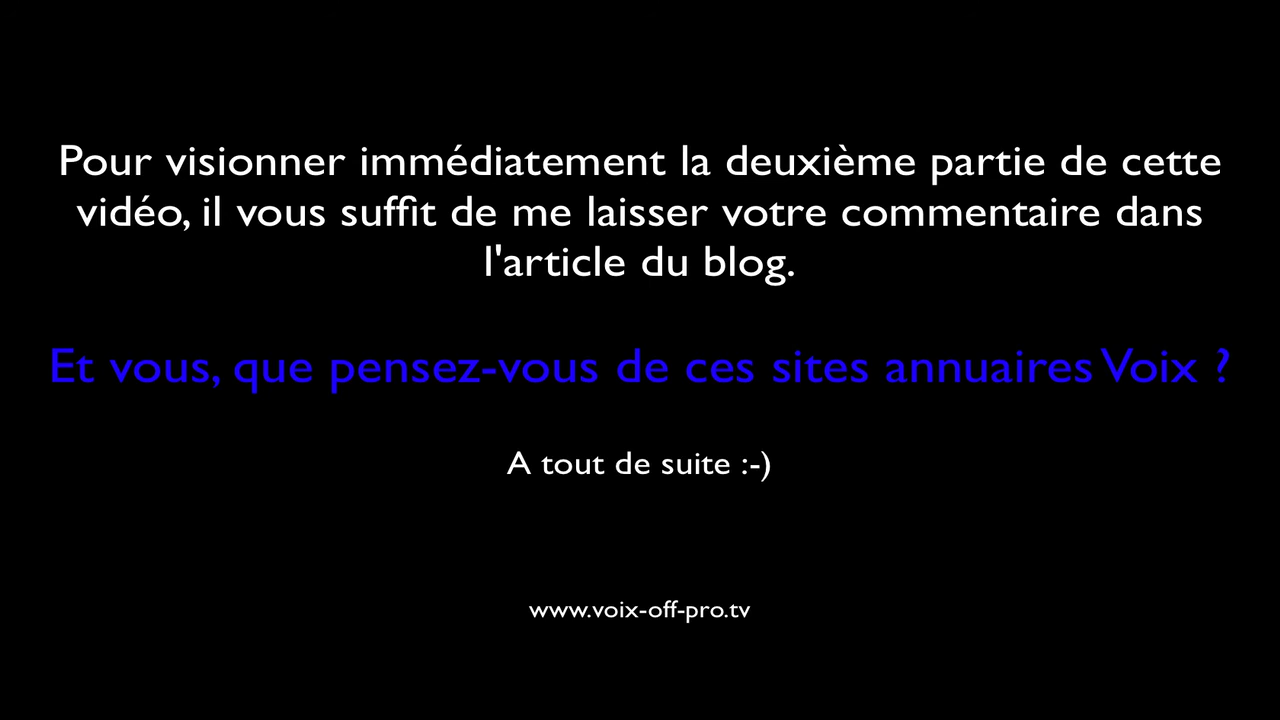 Pour visionner immédiatement la deuxième partie de cette
vidéo, il vous suffit de me laisser votre commentaire dans
l'article du blog.
Et vous, que pensez-vous de ces sites annuaires Voix ?
A tout de suite :-)
www.voix-off-pro.tv